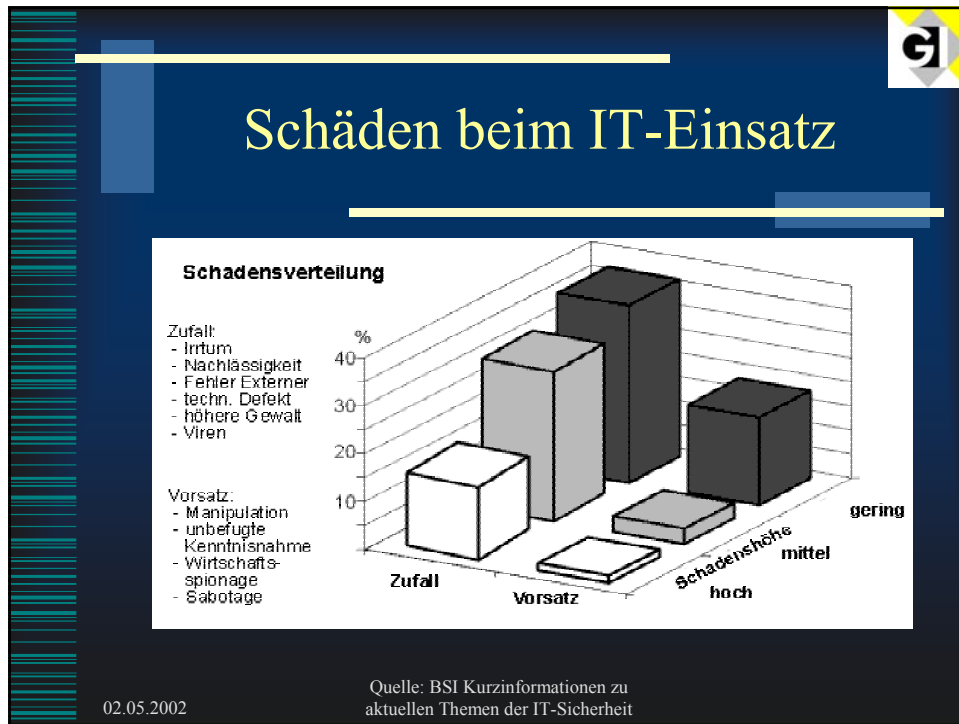 GI
Schäden beim IT-Einsatz
Schadensverteilung
Zufall:
- Irrtum
- Nachlässigkeit
- Fehler Externer
- techn. Defekt
- höhere Gewalt
- Viren
Vorsatz:
- Manipulation
- unbefugte
Kenntnisnahme
- Wirtschafts-
spionage
- Sabotage
%
40
30
20
10
Zufall
Vorsatz
Schadenshöhe
hoch
mittel
gering
02.05.2002
Quelle: BSI Kurzinformationen zu
aktuellen Themen der IT-Sicherheit